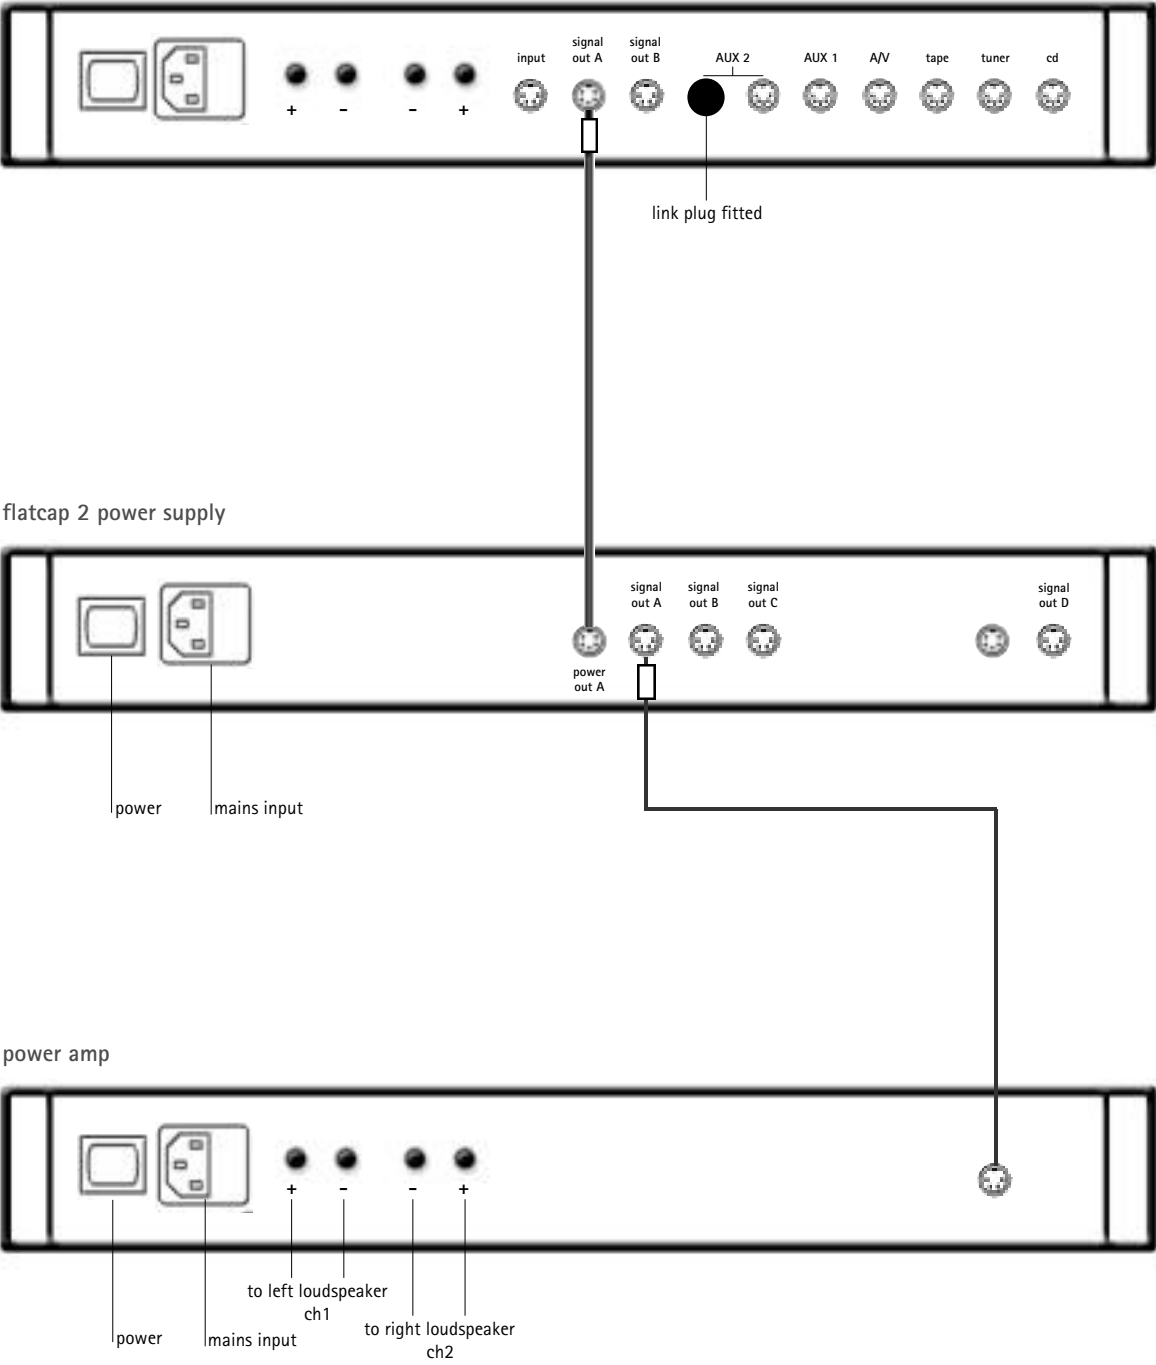 signal signal
input out A out B AUX 2 AUX 1 A/V tape tuner cd
+ - - +
link plug fitted
flatcap 2 power supply
signal signal signal signal
out A out B out C out D
power
out A
power mains input
power amp
+ - - +
to left loudspeaker
ch1
to right loudspeaker
power mains input
ch2